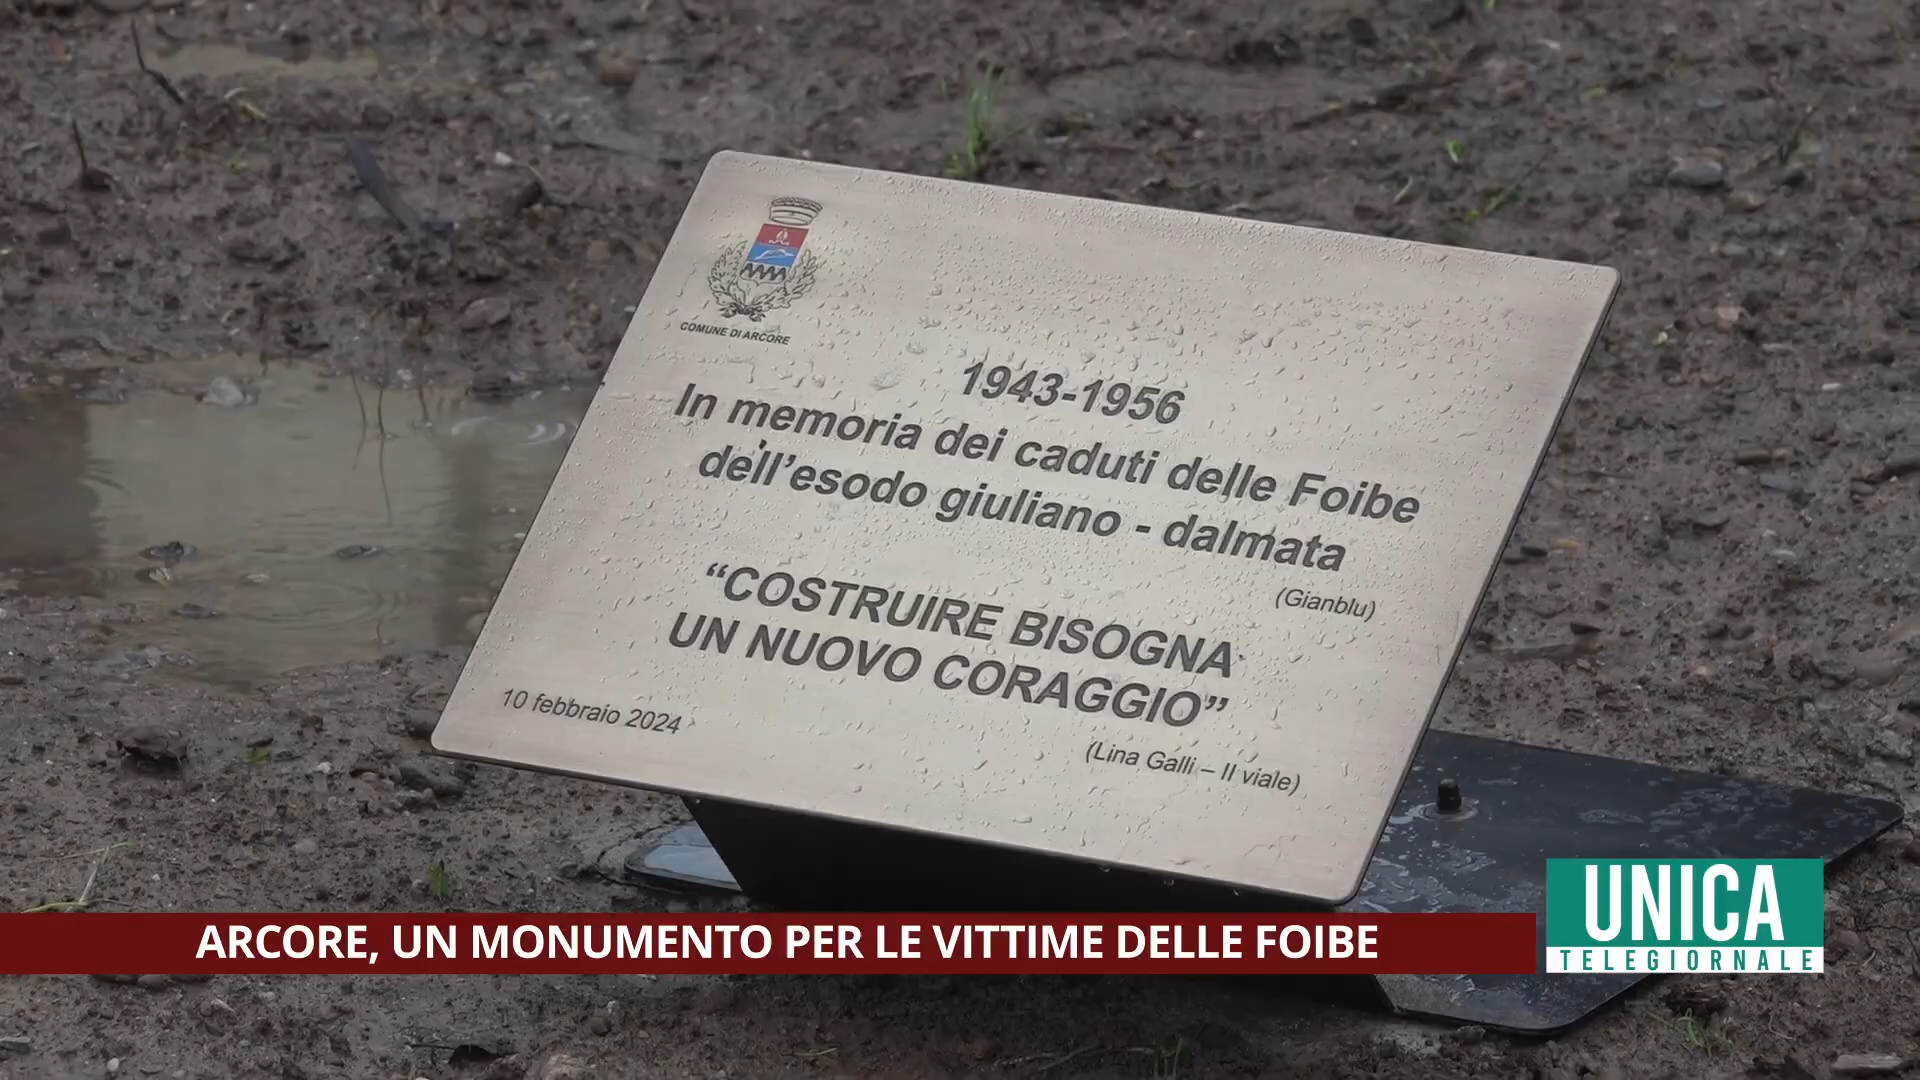 COMUNE DI ARCORE
1943-1956
In memoria dei caduti delle Foibe
dell'esodo giuliano - dalmata
(Gianblu)
“COSTRUIRE BISOGNA
UN NUOVO CORAGGIO”
10 febbraio 2024
(Lina Galli – Il viale)
ARCORE, UN MONUMENTO PER LE VITTIME DELLE FOIBE
UNICA
TELEGIORNALE